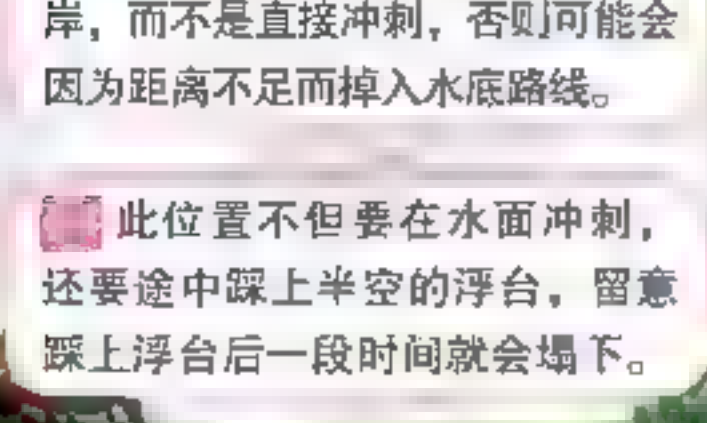 岸，而不是直接冲刺，否则可能会
因为距离不足而掉入水底路线。
此位置不但要在水面冲刺，
还要途中踩上半空的浮台，留意
踩上浮台后一段时间就会塌下。